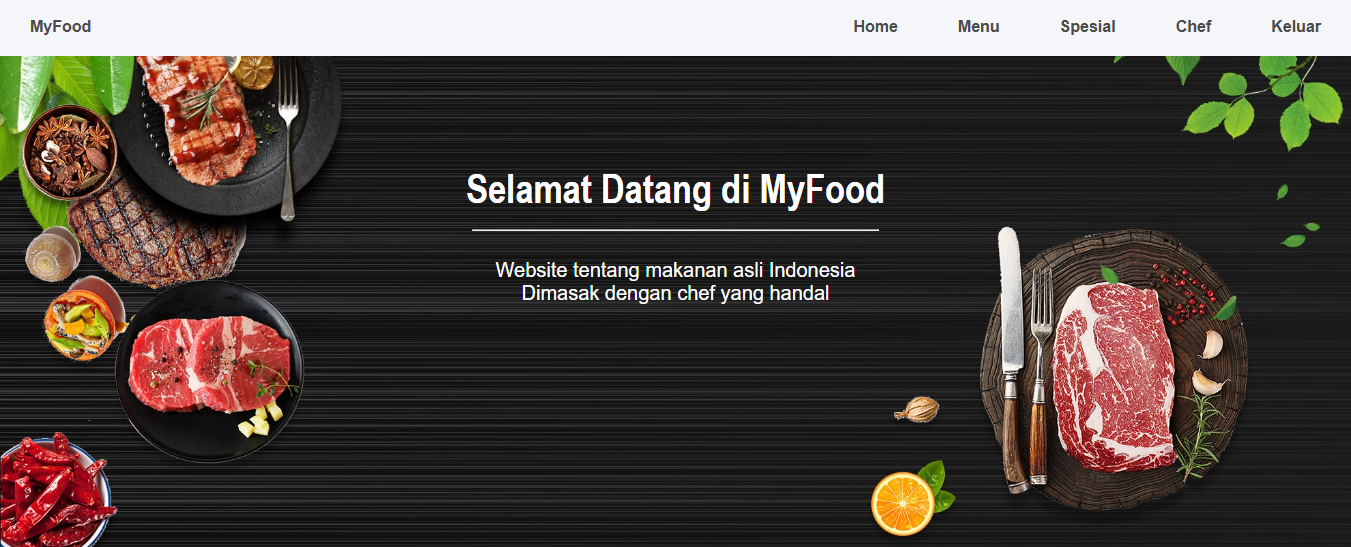 MyFood
Home Menu Spesial Chef Keluar
Selamat Datang di MyFood
Website tentang makanan asli Indonesia
Dimasak dengan chef yang handal